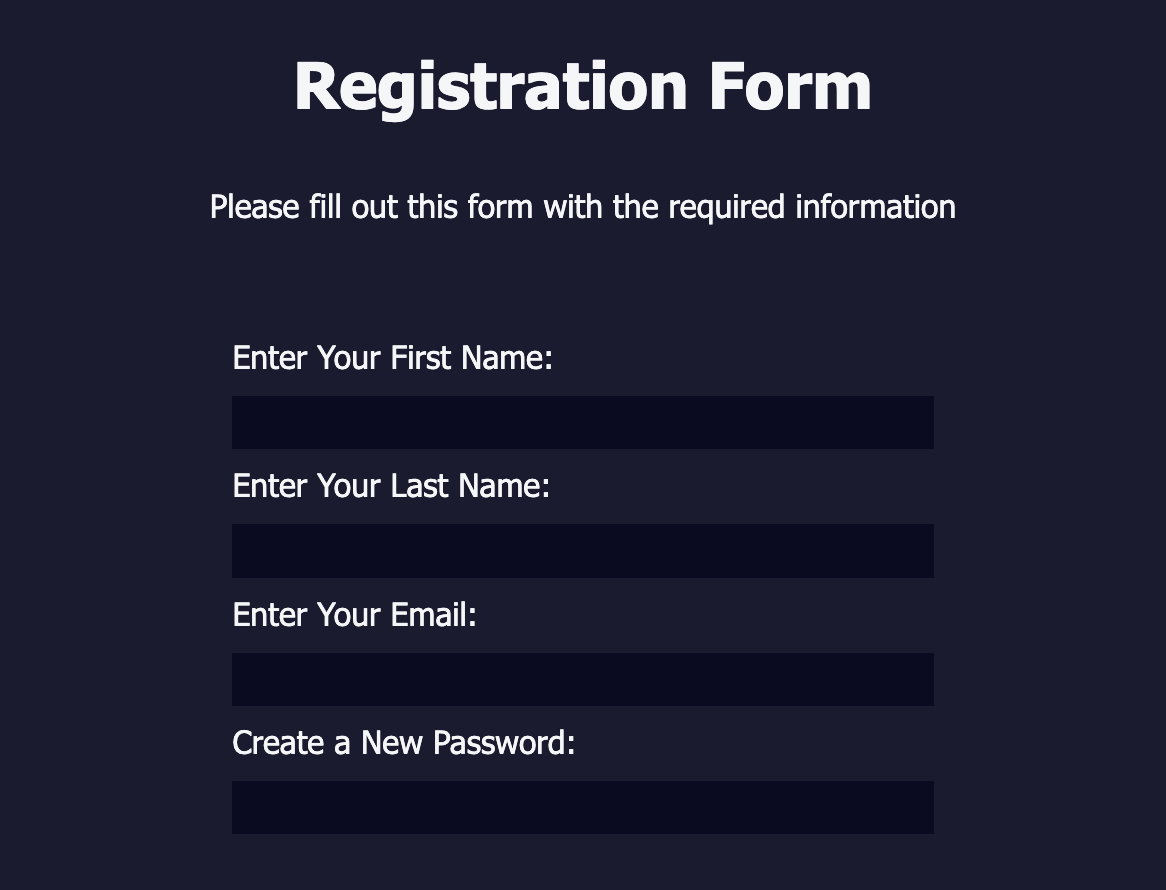 Registration Form
Please fill out this form with the required information
Enter Your First Name:
Enter Your Last Name:
Enter Your Email:
Create a New Password: